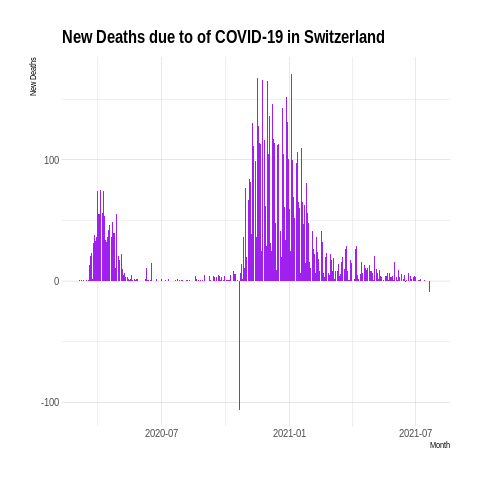 New Deaths due to of COVID-19 in Switzerland
New Deaths
100
0
-100
2020-07
2021-01
2021-07
Month